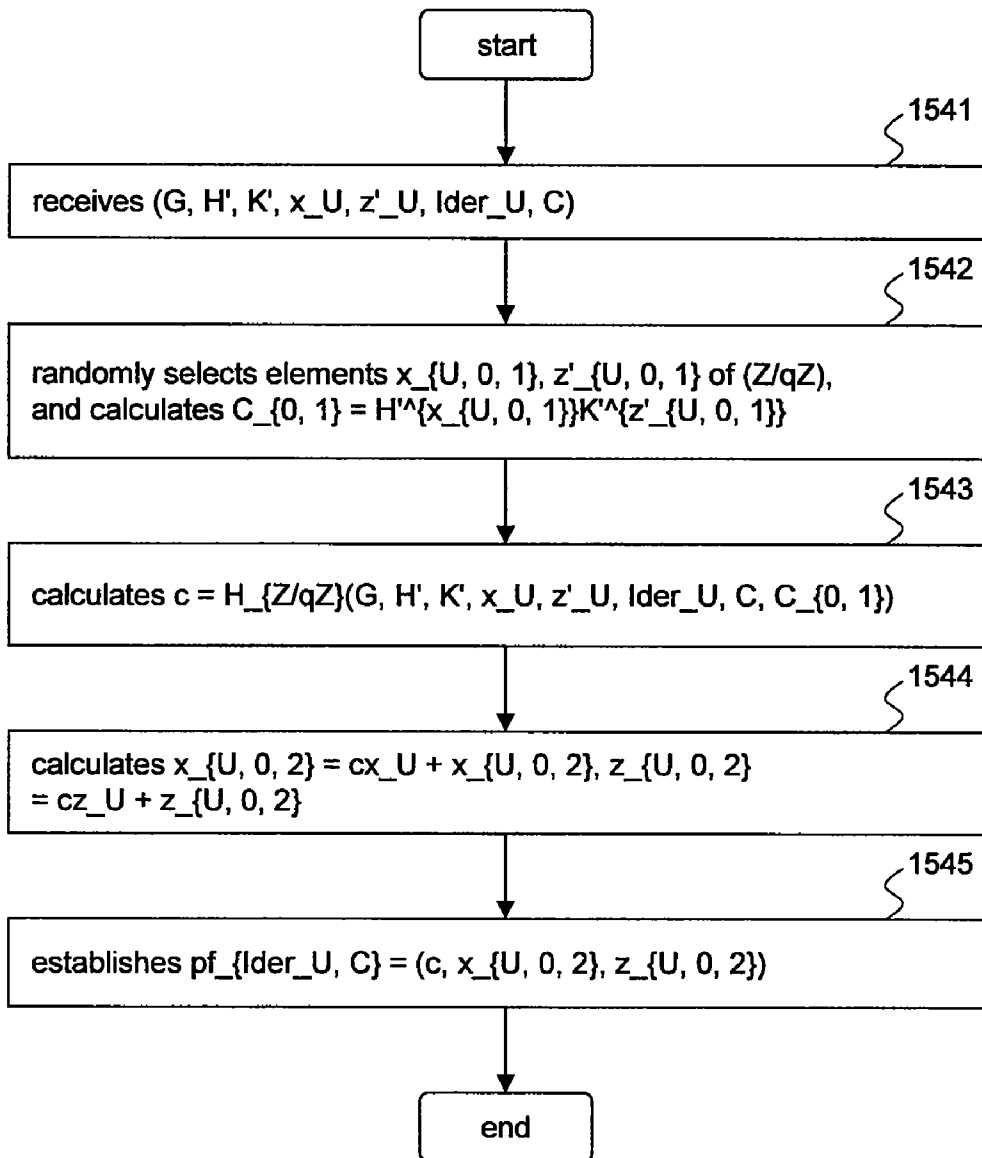 start
1541
receives (G, H', K', x_U, z'_U, Ider_U, C)
1542
randomly selects elements x_{U, 0, 1}, z'_{U, 0, 1} of (Z/qZ),
and calculates C_{0, 1} = H'^{x_{U, 0, 1}}K'^{z'_{U, 0, 1}}
1543
calculates c = H_{Z/qZ}(G, H', K', x_U, z'_U, Ider_U, C, C_{0, 1})
1544
calculates x_{U, 0, 2} = cx_U + x_{U, 0, 2}, z_{U, 0, 2}
= cz_U + z_{U, 0, 2}
1545
establishes pf_{Ider_U, C} = (c, x_{U, 0, 2}, z_{U, 0, 2})
end